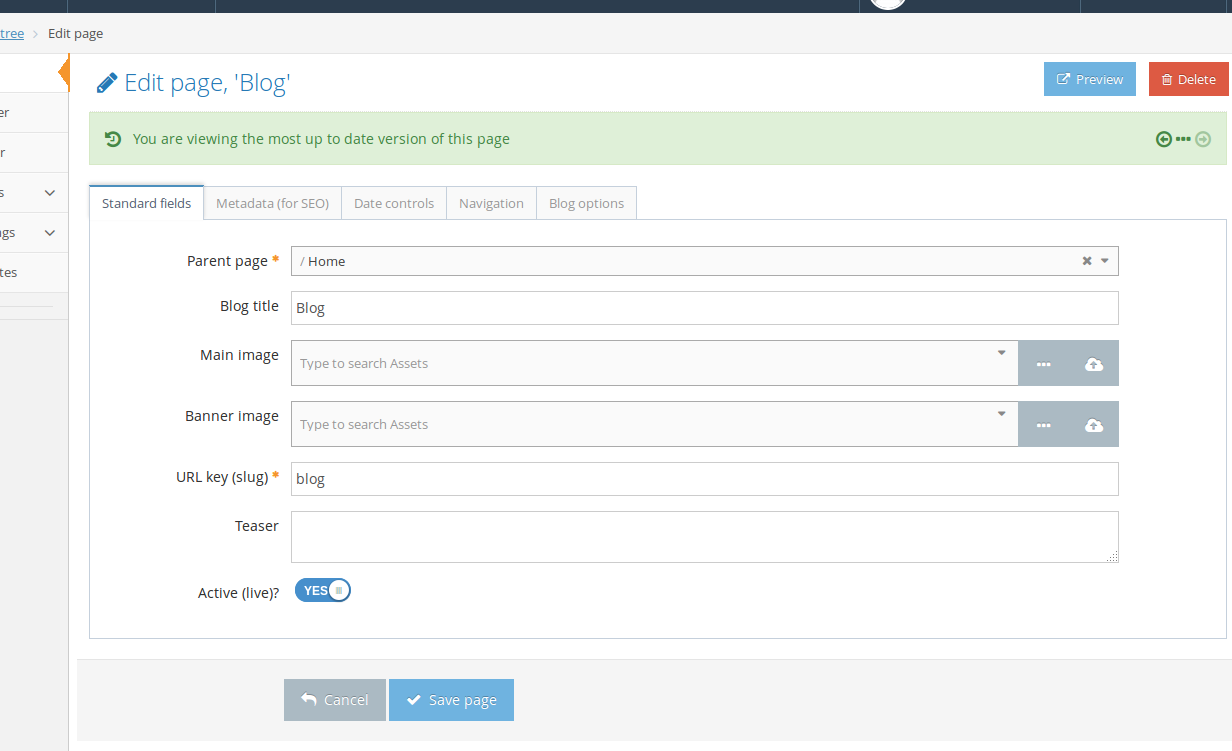 tree > Edit page
er
r
s
gs
tes
Edit page, 'Blog'
Preview
Delete
You are viewing the most up to date version of this page
Standard fields
Metadata (for SEO)
Date controls
Navigation
Blog options
Parent page *
/ Home
Blog title
Blog
Main image
Type to search Assets
Banner image
Type to search Assets
URL key (slug) *
blog
Teaser
Active (live)?
YES
Cancel
Save page